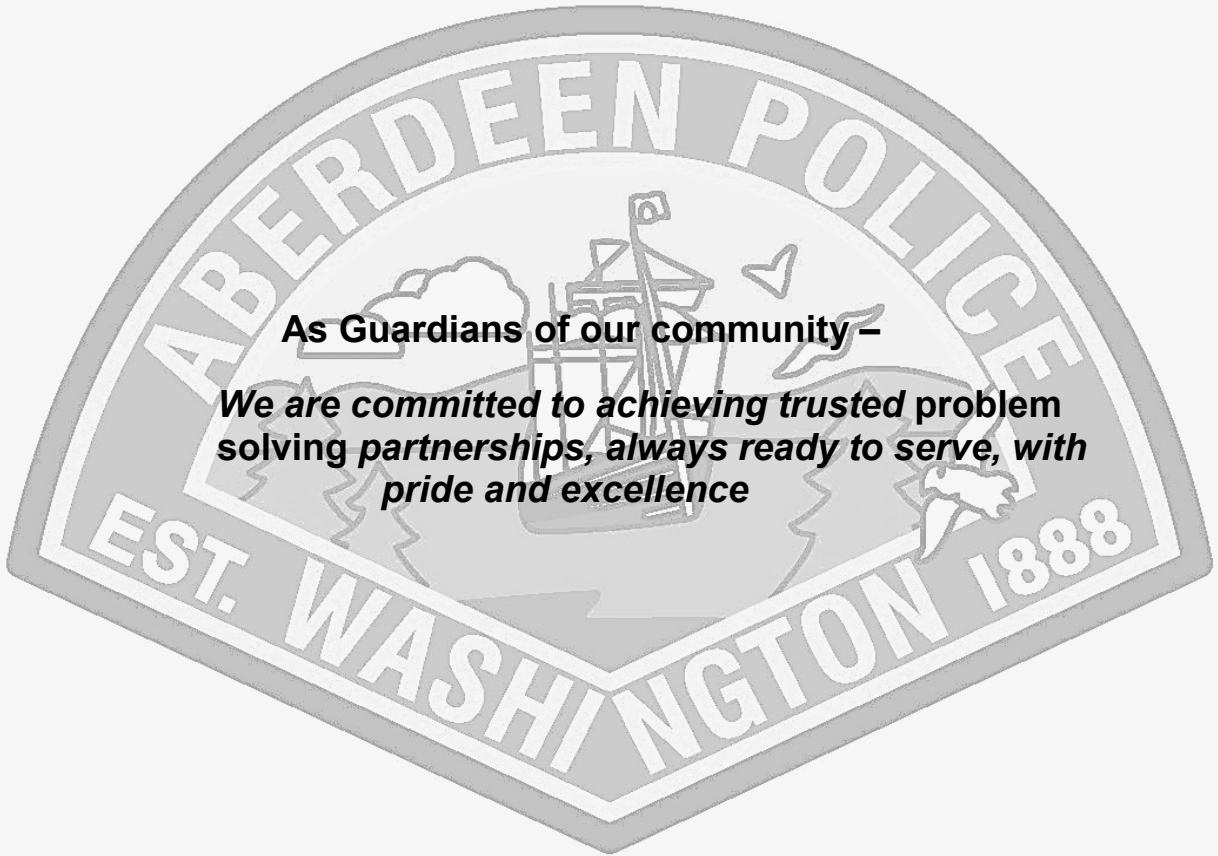 ABERDEEN POLICE
As Guardians of our community –
We are committed to achieving trusted problem
solving partnerships, always ready to serve, with
pride and excellence
EST. WASHINGTON 1888